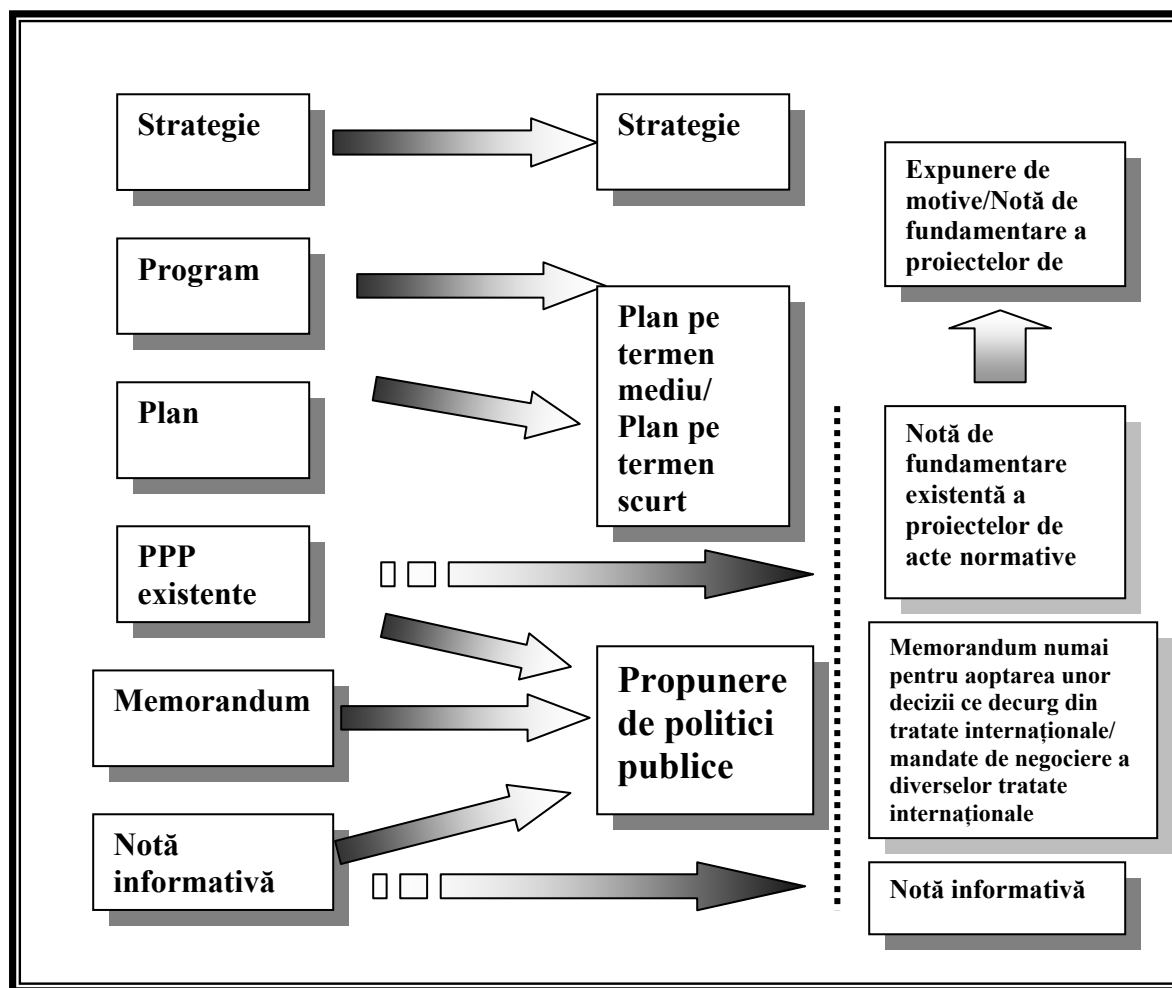 Strategie
Program
Plan
PPP
existente
Memorandum
Notă
informativă
Strategie
Plan pe
termen
mediu/
Plan pe
termen
scurt
Propunere
de politici
publice
Expunere de
motive/Notă de
fundamentare a
proiectelor de
Notă de
fundamentare
existentă a
proiectelor de
acte normative
Memorandum numai
pentru aoptarea unor
decizii ce decurg din
tratate internaționale/
mandate de negociere a
diverselor tratate
internaționale
Notă informativă